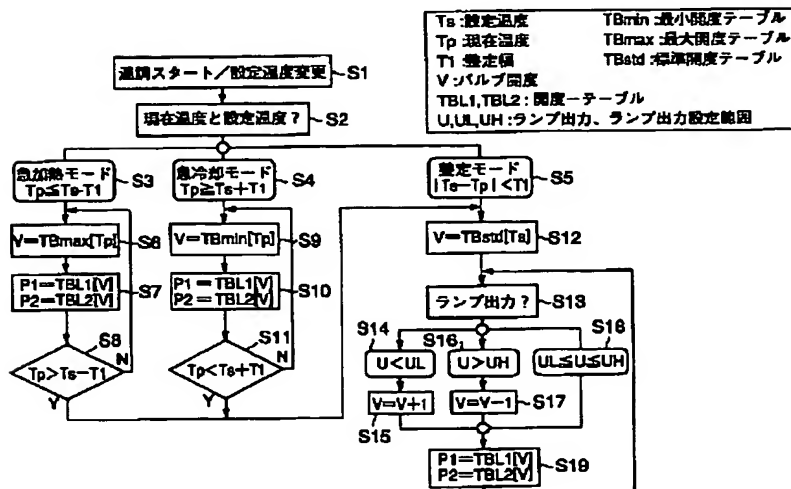 Ts:設定温度
Tp:現在温度
T1:整定幅
V:バルブ開度
TBL1,TBL2:開度ーテーブル
U,UL,UH:ランプ出力、ランプ出力設定範囲
TBmin:最小開度テーブル
TBmax:最大開度テーブル
TBstd:標準開度テーブル
温調スタート/設定温度変更
S1
現在温度と設定温度?
S2
急加熱モード
Tp≦Ts-T1
S3
急冷却モード
Tp≧Ts+T1
S4
整定モード
|Ts-Tp|<T1
S5
V=TBmax[Tp]
S6
V=TBmin[Tp]
S9
V=TBstd[Ts]
S12
P1=TBL1[V]
P2=TBL2[V]
S7
P1=TBL1[V]
P2=TBL2[V]
S10
ランプ出力?
S13
S8
Tp>Ts-T1
N
Y
S11
Tp<Ts+T1
N
Y
S14
U<UL
S16
U>UH
S18
UL≦U≦UH
V=V+1
S15
V=V-1
S17
P1=TBL1[V]
P2=TBL2[V]
S19